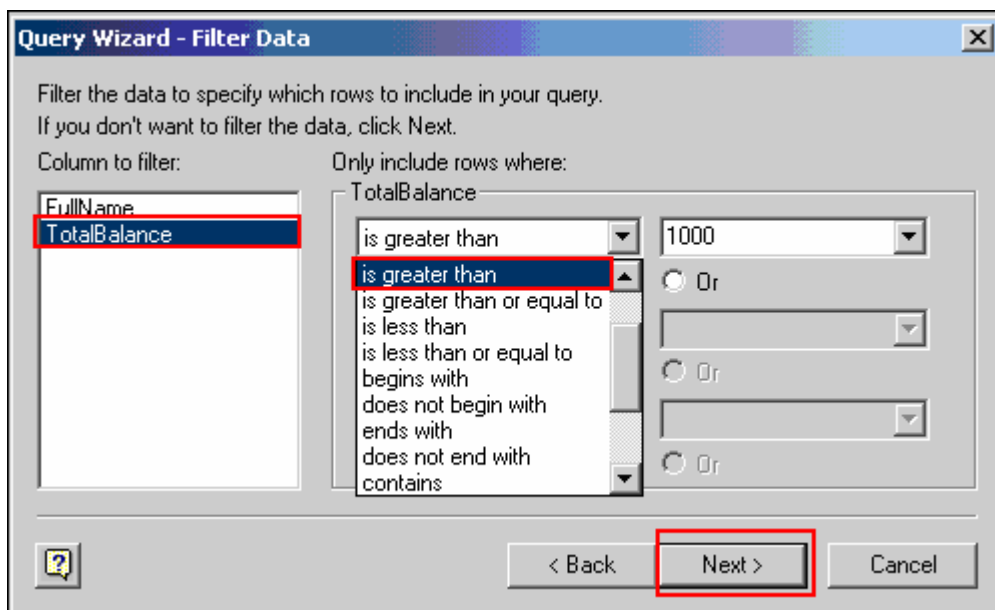 Query Wizard - Filter Data
Filter the data to specify which rows to include in your query.
If you don't want to filter the data, click Next.
Column to filter:
Only include rows where:
FullName
TotalBalance
TotalBalance
is greater than
1000
is greater than
is greater than or equal to
is less than
is less than or equal to
begins with
does not begin with
ends with
does not end with
contains
Or
Or
Or
< Back
Next >
Cancel